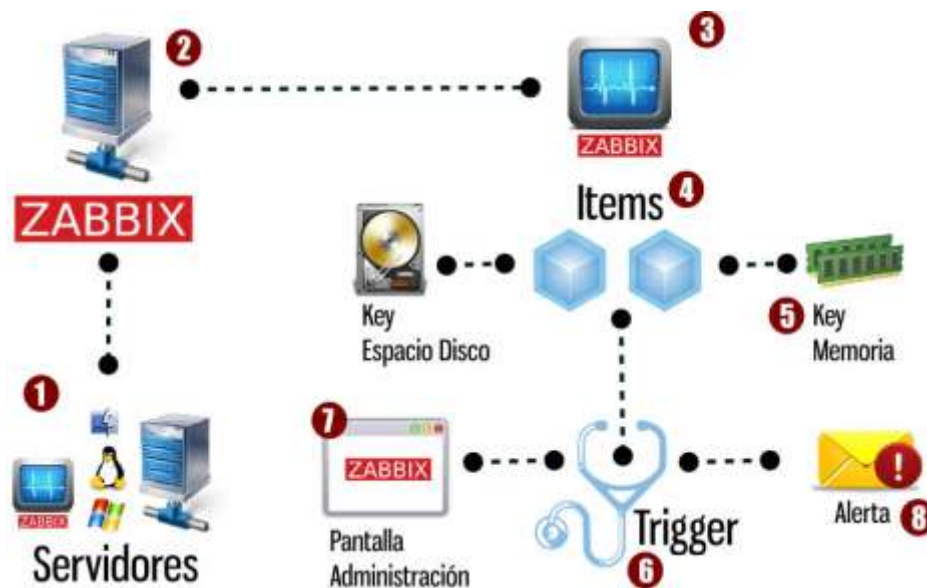 2
3
ZABBIX
ZABBIX
Items 4
Key
Espacio Disco
5 Key
Memoria
1
7
ZABBIX
ZABBIX
Servidores
Pantalla
Administración
Trigger
6
!
Alerta 8